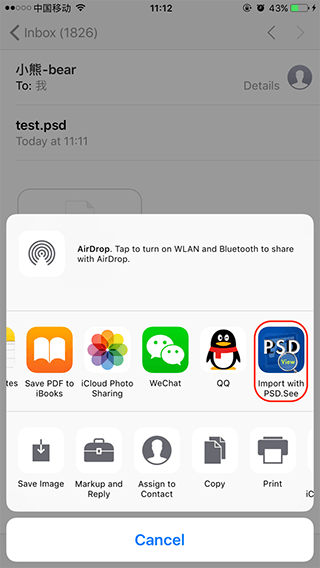 中国移动 11:12 43%
Inbox (1826)
小熊-bear
To: 我 Details
test.psd
Today at 11:11
AirDrop. Tap to turn on WLAN and Bluetooth to share
with AirDrop.
PSD
View
Save PDF to
iBooks
iCloud Photo
Sharing
WeChat
QQ
Import with
PSD.See
Save Image
Markup and
Reply
Assign to
Contact
Copy
Print
Cancel